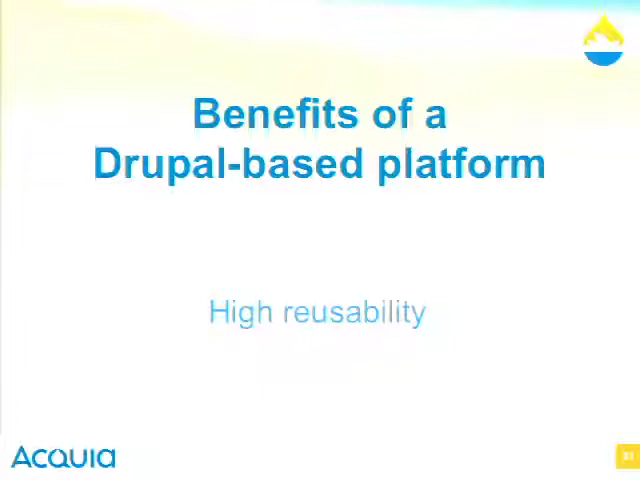 Benefits of a
Drupal-based platform
High reusability
Acquia